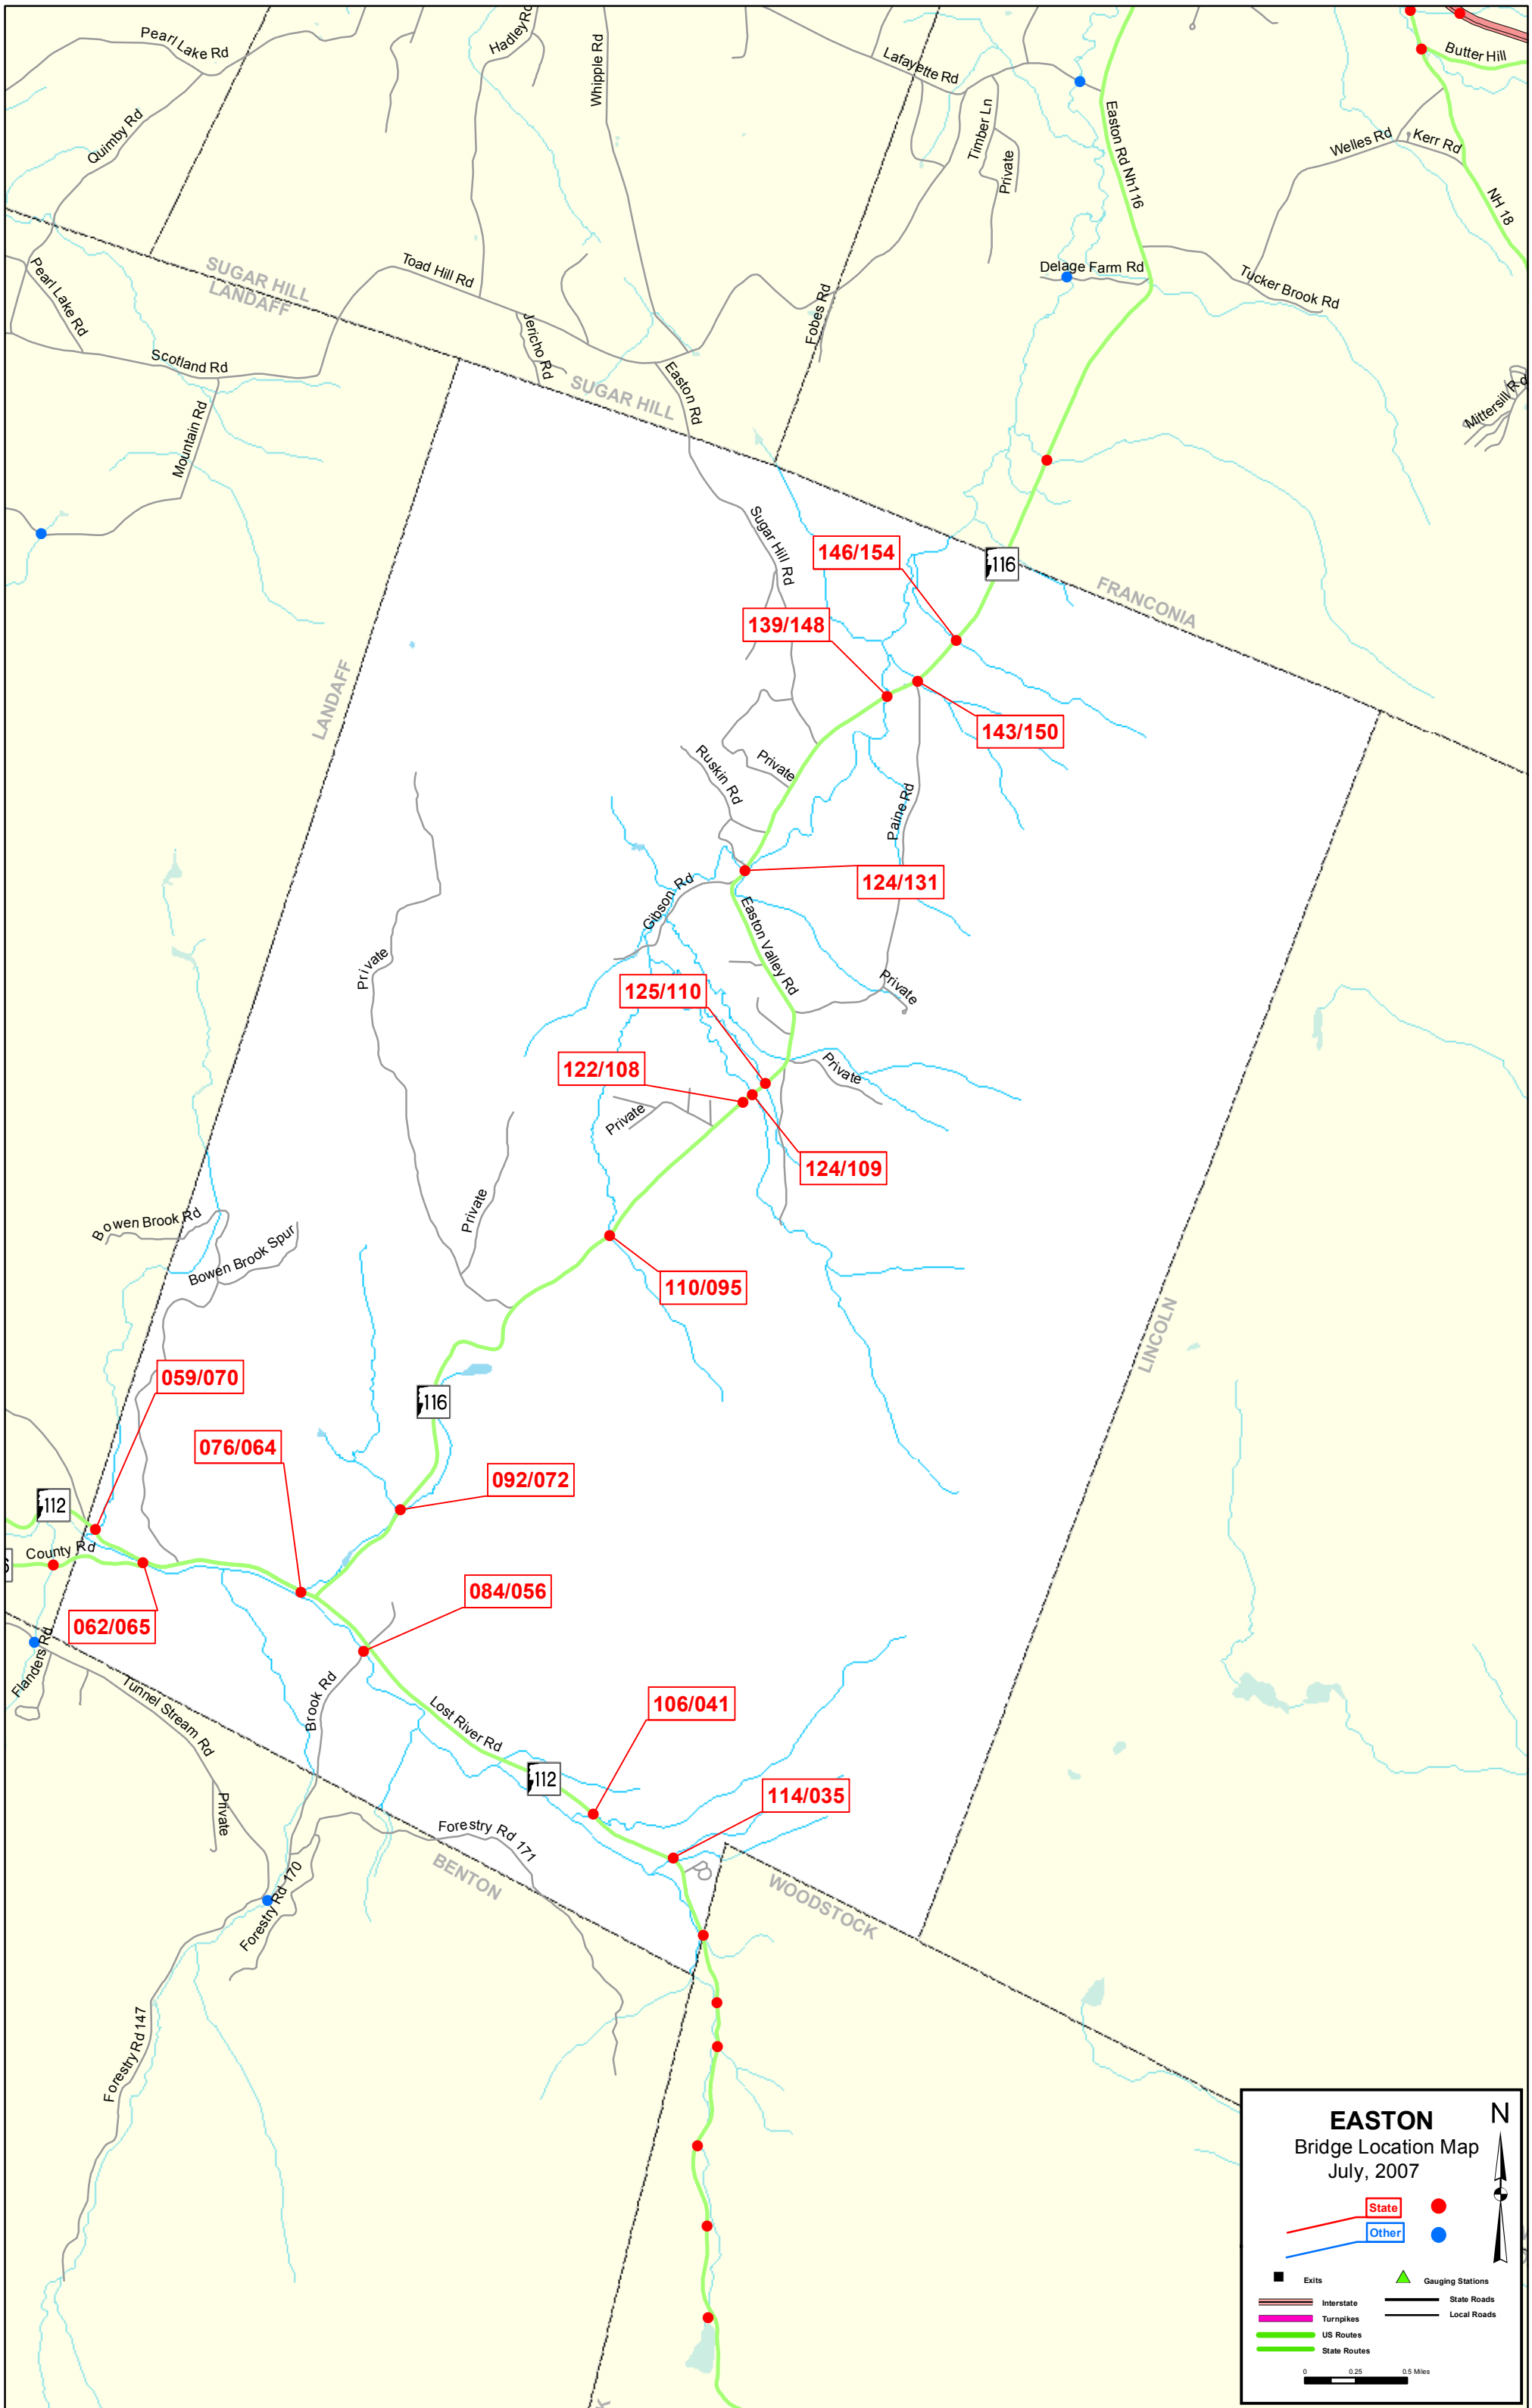 Pearl Lake Rd
Hadley Rd
Whipple Rd
Lafayette Rd
Butter Hill
Quimby Rd
Timber Ln
Private
Easton Rd Nh116
Welles Rd
Kerr Rd
NH 18
Pearl Lake Rd
SUGAR HILL
LANDAFF
Toad Hill Rd
Delage Farm Rd
Tucker Brook Rd
Fobes Rd
Jericho Rd
Scotland Rd
SUGAR HILL
Easton Rd
Mittersill Rd
Mountain Rd
Sugar Hill Rd
146/154
116
FRANCONIA
139/148
LANDAFF
143/150
Ruskin Rd
Private
Paine Rd
124/131
Gibson Rd
Easton Valley Rd
Private
125/110
Private
122/108
Private
Private
124/109
Bowen Brook Rd
Private
Bowen Brook Spur
110/095
LINCOLN
059/070
116
076/064
092/072
112
County Rd
084/056
062/065
Flanders Rd
Tunnel Stream Rd
Brook Rd
Lost River Rd
106/041
112
114/035
Private
Forestry Rd 171
BENTON
WOODSTOCK
Forestry Rd 170
Forestry Rd 147
EASTON
N
Bridge Location Map
July, 2007
State
Other
Exits
Gauging Stations
Interstate
State Roads
Turnpikes
Local Roads
US Routes
State Routes
0 0.25 0.5 Miles